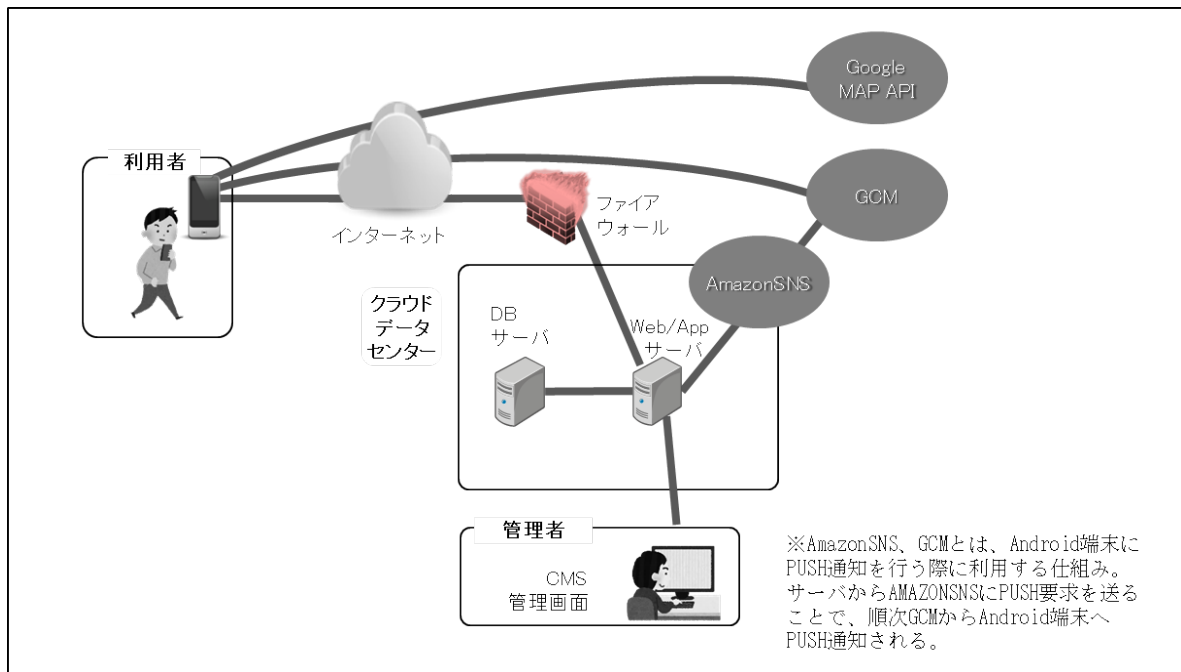 Google
MAP API
利用者
GCM
ファイア
ウォール
インターネット
AmazonSNS
クラウド
データ
センター
DB
サーバ
Web/App
サーバ
管理者
CMS
管理画面
※AmazonSNS、GCMとは、Android端末に
PUSH通知を行う際に利用する仕組み。
サーバからAMAZONSNSにPUSH要求を送る
ことで、順次GCMからAndroid端末へ
PUSH通知される。